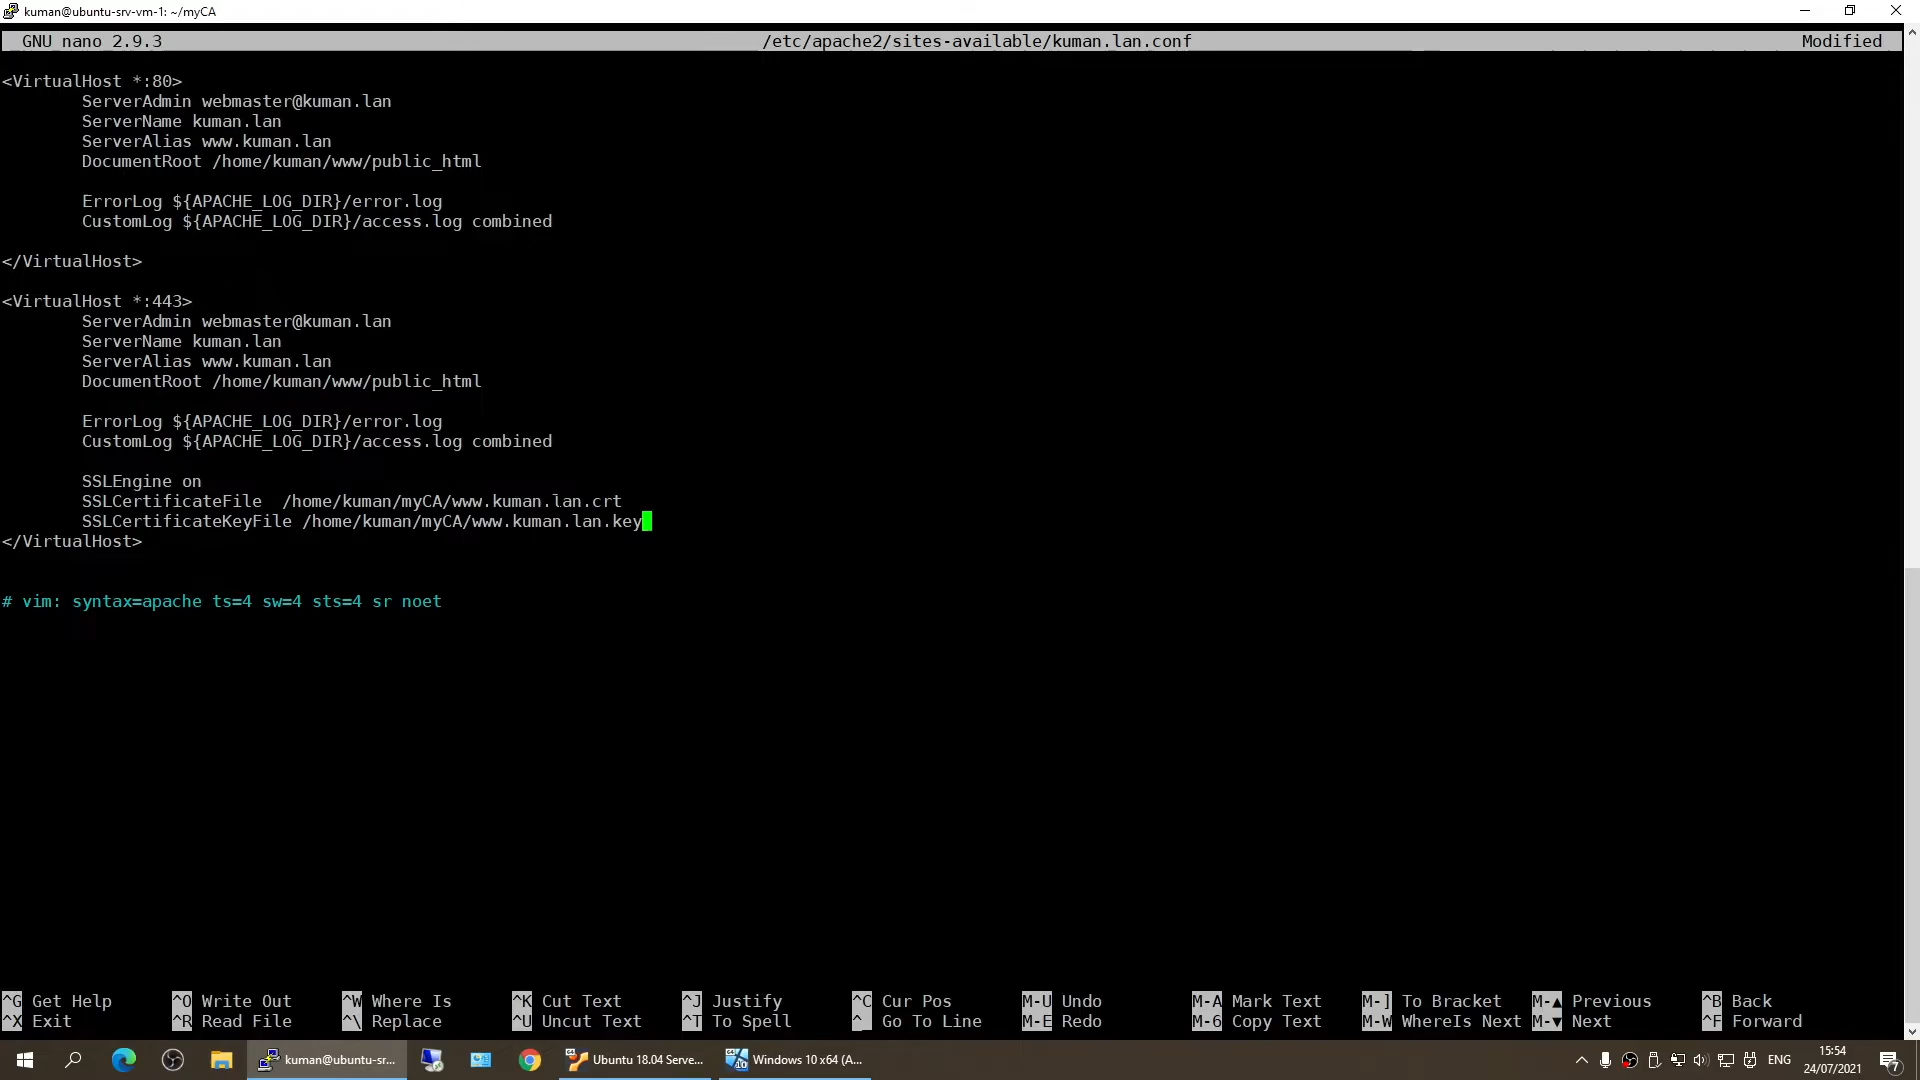 kuman@ubuntu-srv-vm-1: ~/myCA
GNU nano 2.9.3 /etc/apache2/sites-available/kuman.lan.conf Modified
<VirtualHost *:80>
ServerAdmin webmaster@kuman.lan
ServerName kuman.lan
ServerAlias www.kuman.lan
DocumentRoot /home/kuman/www/public_html
ErrorLog ${APACHE_LOG_DIR}/error.log
CustomLog ${APACHE_LOG_DIR}/access.log combined
</VirtualHost>
<VirtualHost *:443>
ServerAdmin webmaster@kuman.lan
ServerName kuman.lan
ServerAlias www.kuman.lan
DocumentRoot /home/kuman/www/public_html
ErrorLog ${APACHE_LOG_DIR}/error.log
CustomLog ${APACHE_LOG_DIR}/access.log combined
SSLEngine on
SSLCertificateFile  /home/kuman/myCA/www.kuman.lan.crt
SSLCertificateKeyFile /home/kuman/myCA/www.kuman.lan.key
</VirtualHost>
# vim: syntax=apache ts=4 sw=4 sts=4 sr noet
^G Get Help ^O Write Out ^W Where Is ^K Cut Text ^J Justify ^C Cur Pos M-U Undo M-A Mark Text M-] To Bracket M-▲ Previous ^B Back
^X Exit ^R Read File ^\ Replace ^U Uncut Text ^T To Spell ^_ Go To Line M-E Redo M-6 Copy Text M-W WhereIs Next M-▼ Next ^F Forward
kuman@ubuntu-sr... Ubuntu 18.04 Serve... Windows 10 x64 (A... ENG 15:54
24/07/2021 7